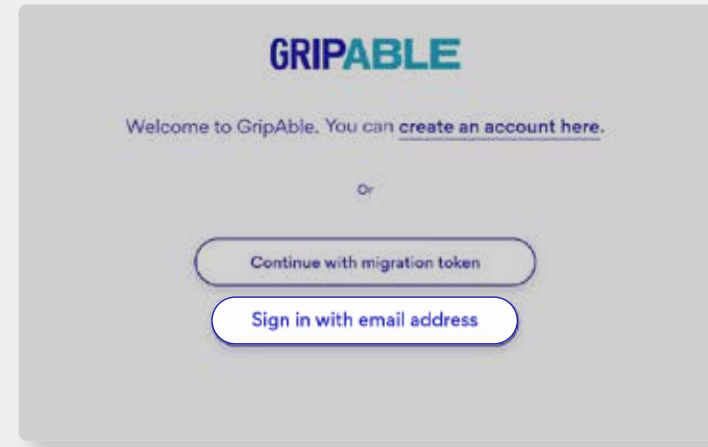 GRIPABLE
Welcome to GripAble. You can create an account here.
Or
Continue with migration token
Sign in with email address